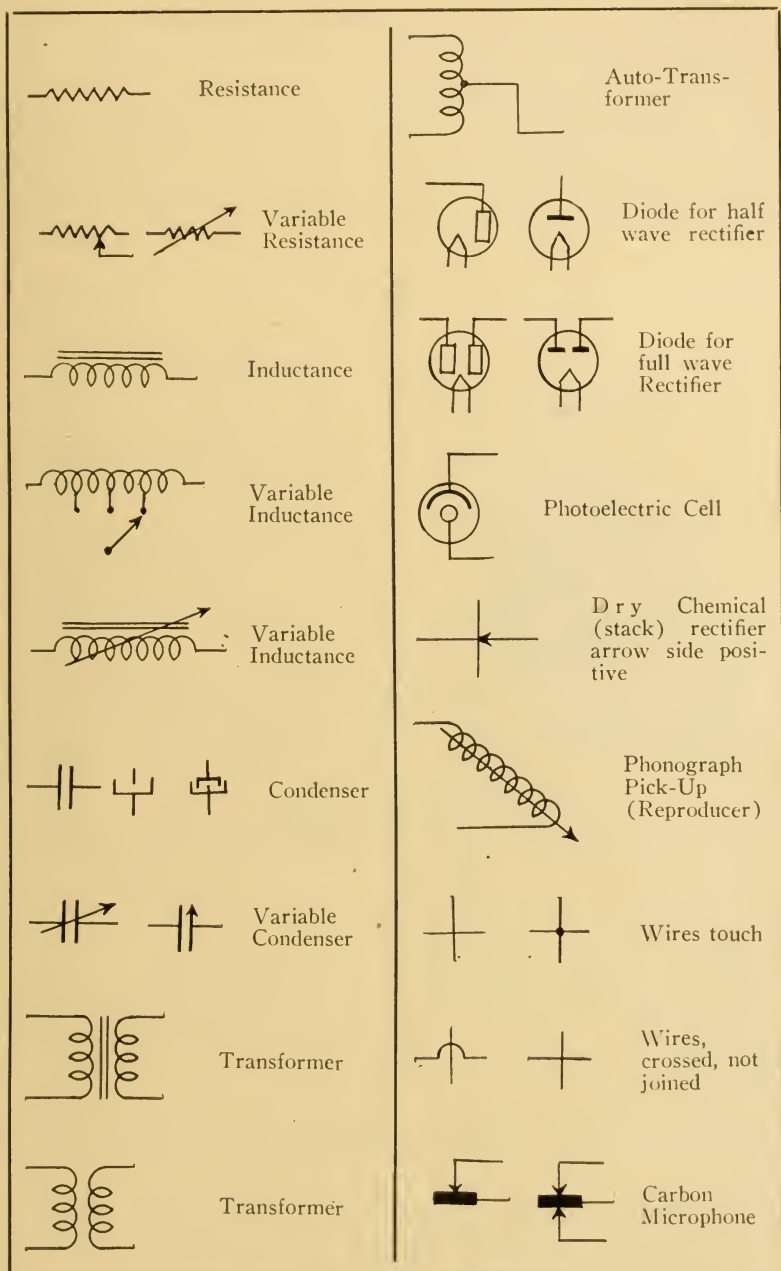 Resistance
Variable
Resistance
Inductance
Variable
Inductance
Variable
Inductance
Condenser
Variable
Condenser
Transformer
Transformer
Auto-Trans-
former
Diode for half
wave rectifier
Diode for
full wave
Rectifier
Photoelectric Cell
Dry Chemical
(stack) rectifier
arrow side posi-
tive
Phonograph
Pick-Up
(Reproducer)
Wires touch
Wires,
crossed, not
joined
Carbon
Microphone